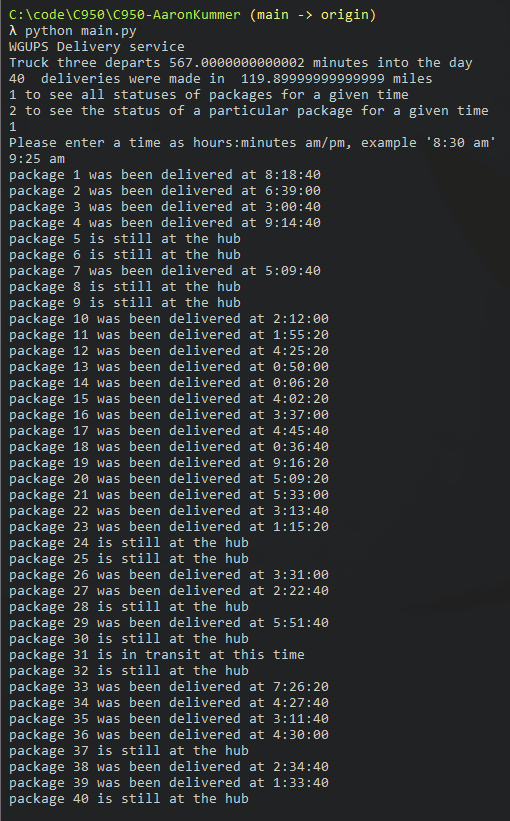 C:\code\C950\C950-AaronKummer (main -> origin)
λ python main.py
WGUPS Delivery service
Truck three departs 567.0000000000002 minutes into the day
40  deliveries were made in  119.89999999999999 miles
1 to see all statuses of packages for a given time
2 to see the status of a particular package for a given time
1
Please enter a time as hours:minutes am/pm, example '8:30 am'
9:25 am
package 1 was been delivered at 8:18:40
package 2 was been delivered at 6:39:00
package 3 was been delivered at 3:00:40
package 4 was been delivered at 9:14:40
package 5 is still at the hub
package 6 is still at the hub
package 7 was been delivered at 5:09:40
package 8 is still at the hub
package 9 is still at the hub
package 10 was been delivered at 2:12:00
package 11 was been delivered at 1:55:20
package 12 was been delivered at 4:25:20
package 13 was been delivered at 0:50:00
package 14 was been delivered at 0:06:20
package 15 was been delivered at 4:02:20
package 16 was been delivered at 3:37:00
package 17 was been delivered at 4:45:40
package 18 was been delivered at 0:36:40
package 19 was been delivered at 9:16:20
package 20 was been delivered at 5:09:20
package 21 was been delivered at 5:33:00
package 22 was been delivered at 3:13:40
package 23 was been delivered at 1:15:20
package 24 is still at the hub
package 25 is still at the hub
package 26 was been delivered at 3:31:00
package 27 was been delivered at 2:22:40
package 28 is still at the hub
package 29 was been delivered at 5:51:40
package 30 is still at the hub
package 31 is in transit at this time
package 32 is still at the hub
package 33 was been delivered at 7:26:20
package 34 was been delivered at 4:27:40
package 35 was been delivered at 3:11:40
package 36 was been delivered at 4:30:00
package 37 is still at the hub
package 38 was been delivered at 2:34:40
package 39 was been delivered at 1:33:40
package 40 is still at the hub